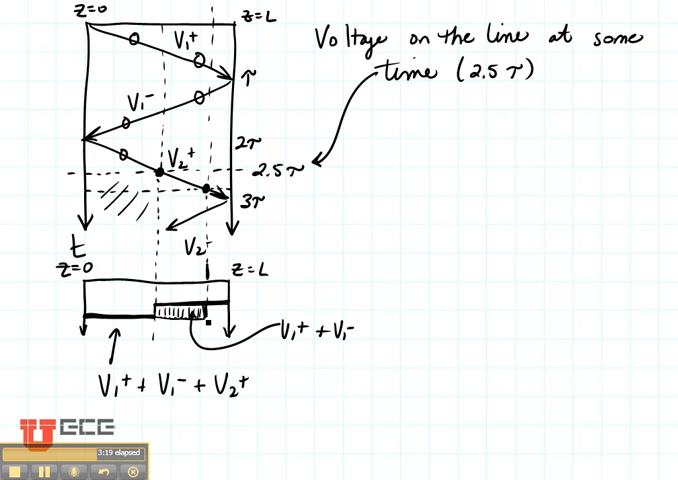 z=0
z=L
V₁⁺
Voltage on the line at some
time (2.5 τ)
τ
V₁⁻
2τ
V₂⁺
2.5τ
3τ
t
V₂⁻
z=0
z=L
V₁⁺ + V₁⁻
V₁⁺ + V₁⁻ + V₂⁺
U ECE
3:19 elapsed